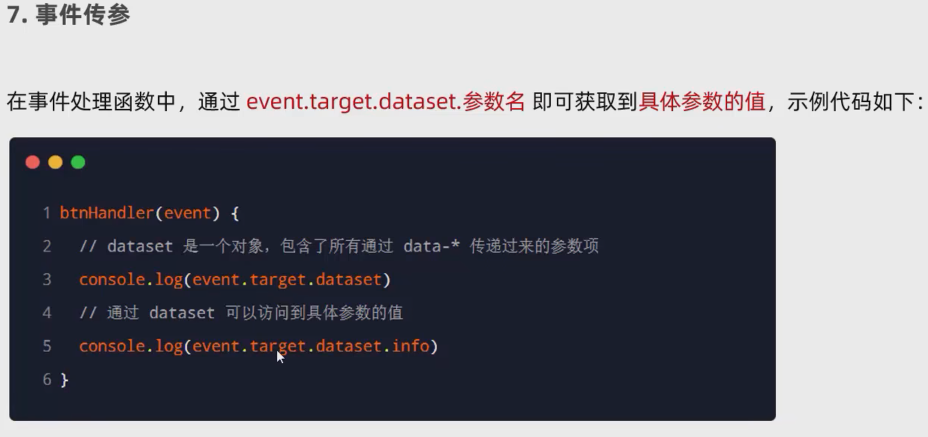 7. 事件传参
在事件处理函数中，通过 event.target.dataset.参数名 即可获取到具体参数的值，示例代码如下：
1 btnHandler(event) {
2 // dataset 是一个对象，包含了所有通过 data-* 传递过来的参数项
3 console.log(event.target.dataset)
4 // 通过 dataset 可以访问到具体参数的值
5 console.log(event.target.dataset.info)
6 }